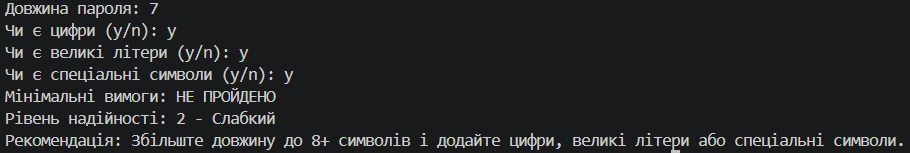 Довжина пароля: 7
Чи є цифри (y/n): y
Чи є великі літери (y/n): y
Чи є спеціальні символи (y/n): y
Мінімальні вимоги: НЕ ПРОЙДЕНО
Рівень надійності: 2 - Слабкий
Рекомендація: Збільште довжину до 8+ символів і додайте цифри, великі літери або спеціальні символи.